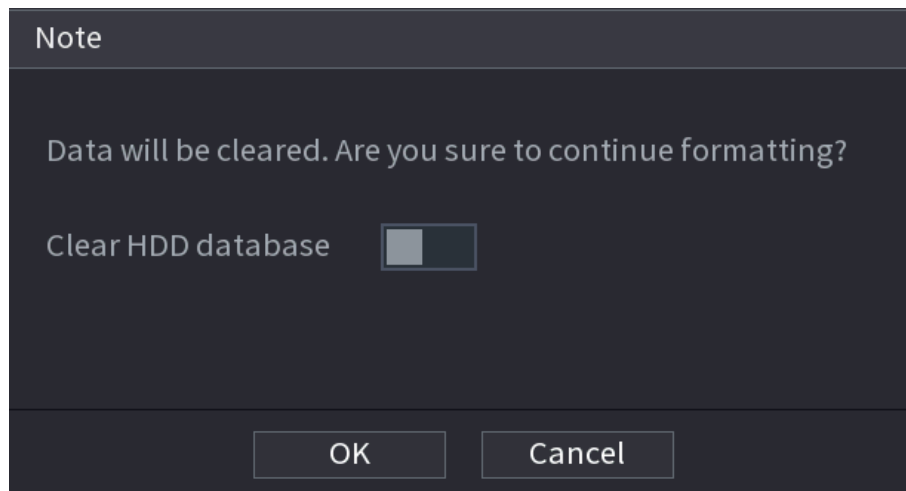 Note
Data will be cleared. Are you sure to continue formatting?
Clear HDD database
OK
Cancel